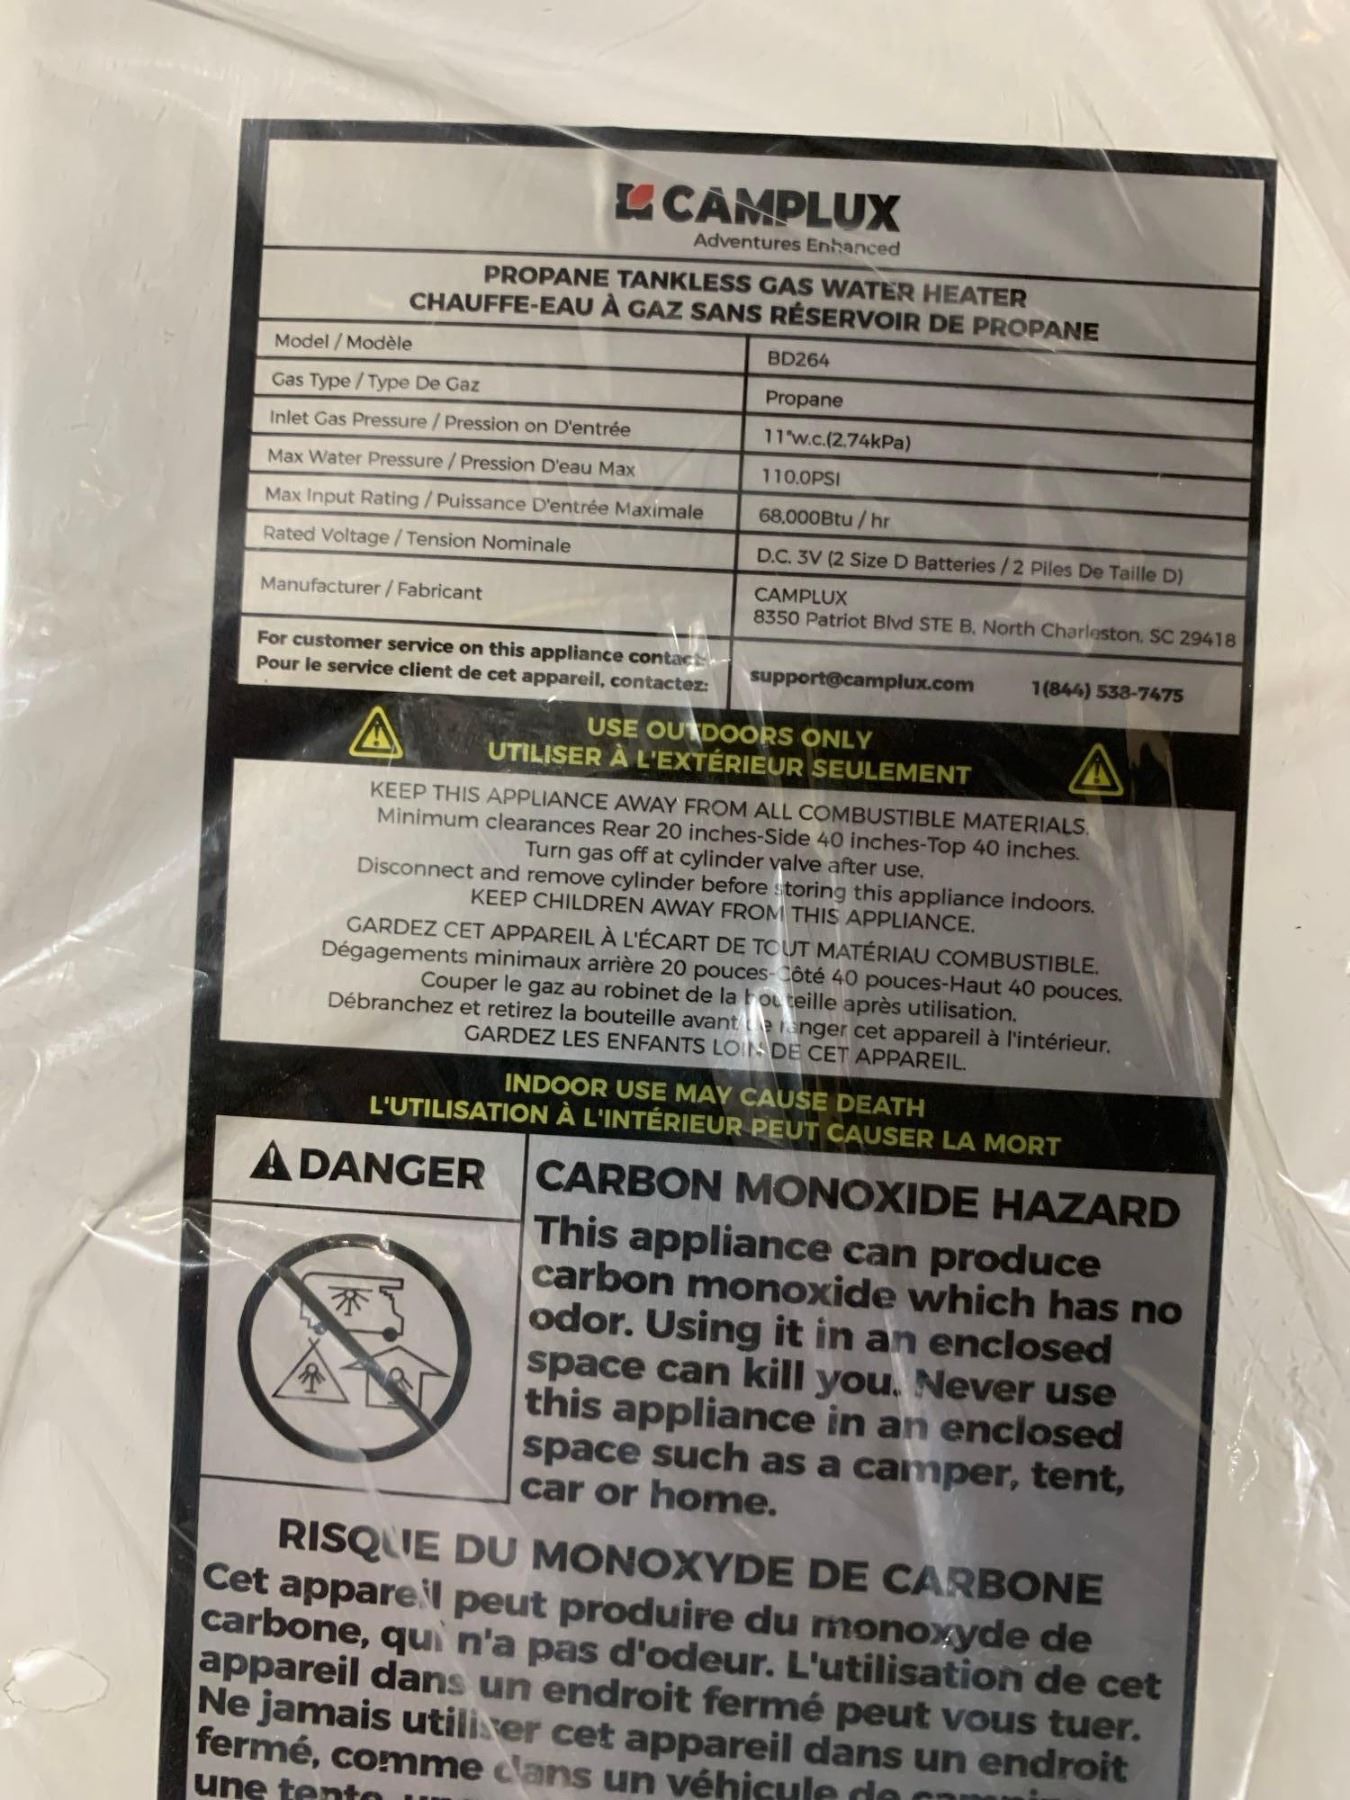 CAMPLUX
Adventures Enhanced
PROPANE TANKLESS GAS WATER HEATER
CHAUFFE-EAU À GAZ SANS RÉSERVOIR DE PROPANE
Model / Modèle BD264
Gas Type / Type De Gaz Propane
Inlet Gas Pressure / Pression on D'entrée 11"w.c.(2.74kPa)
Max Water Pressure / Pression D'eau Max 110.0PSI
Max Input Rating / Puissance D'entrée Maximale 68,000Btu / hr
Rated Voltage / Tension Nominale D.C. 3V (2 Size D Batteries / 2 Piles De Taille D)
Manufacturer / Fabricant CAMPLUX
8350 Patriot Blvd STE B, North Charleston, SC 29418
For customer service on this appliance contact:
Pour le service client de cet appareil, contactez:
support@camplux.com 1(844) 538-7475
USE OUTDOORS ONLY
UTILISER À L'EXTÉRIEUR SEULEMENT
KEEP THIS APPLIANCE AWAY FROM ALL COMBUSTIBLE MATERIALS.
Minimum clearances Rear 20 inches-Side 40 inches-Top 40 inches.
Turn gas off at cylinder valve after use.
Disconnect and remove cylinder before storing this appliance indoors.
KEEP CHILDREN AWAY FROM THIS APPLIANCE.
GARDEZ CET APPAREIL À L'ÉCART DE TOUT MATÉRIAU COMBUSTIBLE.
Dégagements minimaux arrière 20 pouces-Côté 40 pouces-Haut 40 pouces.
Couper le gaz au robinet de la bouteille après utilisation.
Débranchez et retirez la bouteille avant de ranger cet appareil à l'intérieur.
GARDEZ LES ENFANTS LOIN DE CET APPAREIL.
INDOOR USE MAY CAUSE DEATH
L'UTILISATION À L'INTÉRIEUR PEUT CAUSER LA MORT
DANGER
CARBON MONOXIDE HAZARD
This appliance can produce
carbon monoxide which has no
odor. Using it in an enclosed
space can kill you. Never use
this appliance in an enclosed
space such as a camper, tent,
car or home.
RISQUE DU MONOXYDE DE CARBONE
Cet appareil peut produire du monoxyde de
carbone, qui n'a pas d'odeur. L'utilisation de cet
appareil dans un endroit fermé peut vous tuer.
Ne jamais utiliser cet appareil dans un endroit
fermé, comme dans un véhicule de
une tente